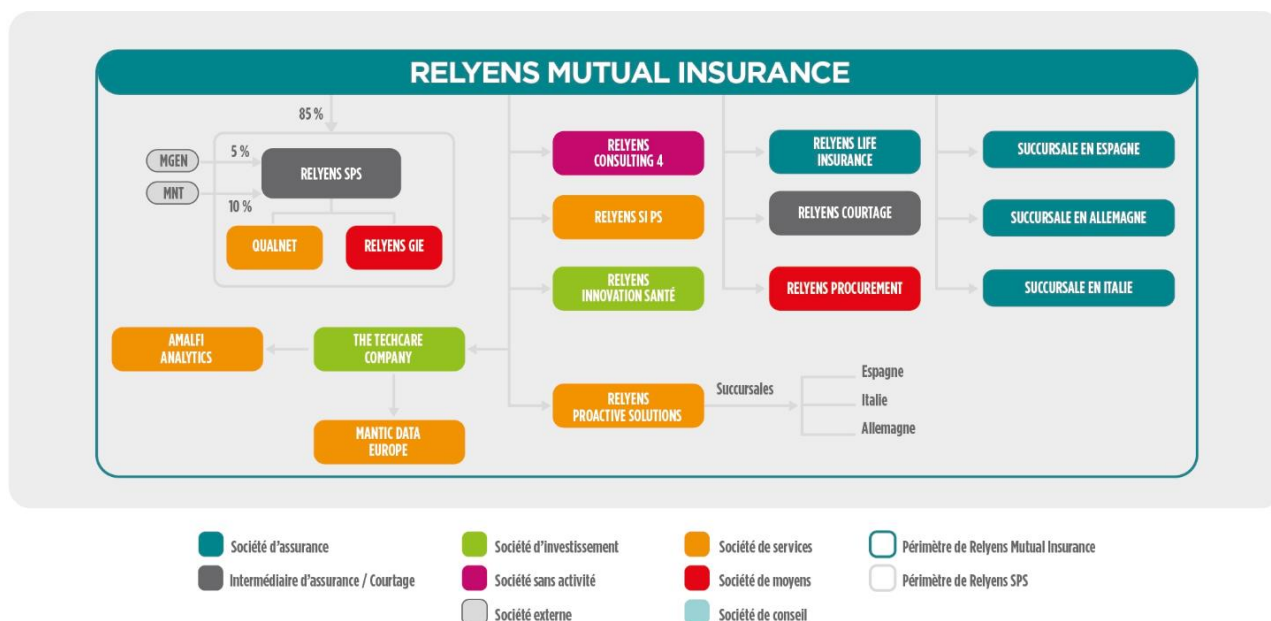 RELYENS MUTUAL INSURANCE
85 %
MGEN
5 %
MNT
10 %
RELYENS SPS
QUALNET
RELYENS GIE
RELYENS
CONSULTING 4
RELYENS LIFE
INSURANCE
SUCCURSALE EN ESPAGNE
RELYENS SI PS
RELYENS COURTAGE
SUCCURSALE EN ALLEMAGNE
RELYENS
INNOVATION SANTÉ
RELYENS PROCUREMENT
SUCCURSALE EN ITALIE
AMALFI
ANALYTICS
THE TECHCARE
COMPANY
MANTIC DATA
EUROPE
RELYENS
PROACTIVE SOLUTIONS
Succursales
Espagne
Italie
Allemagne
Société d'assurance
Intermédiaire d'assurance / Courtage
Société d'investissement
Société sans activité
Société externe
Société de services
Société de moyens
Société de conseil
Périmètre de Relyens Mutual Insurance
Périmètre de Relyens SPS